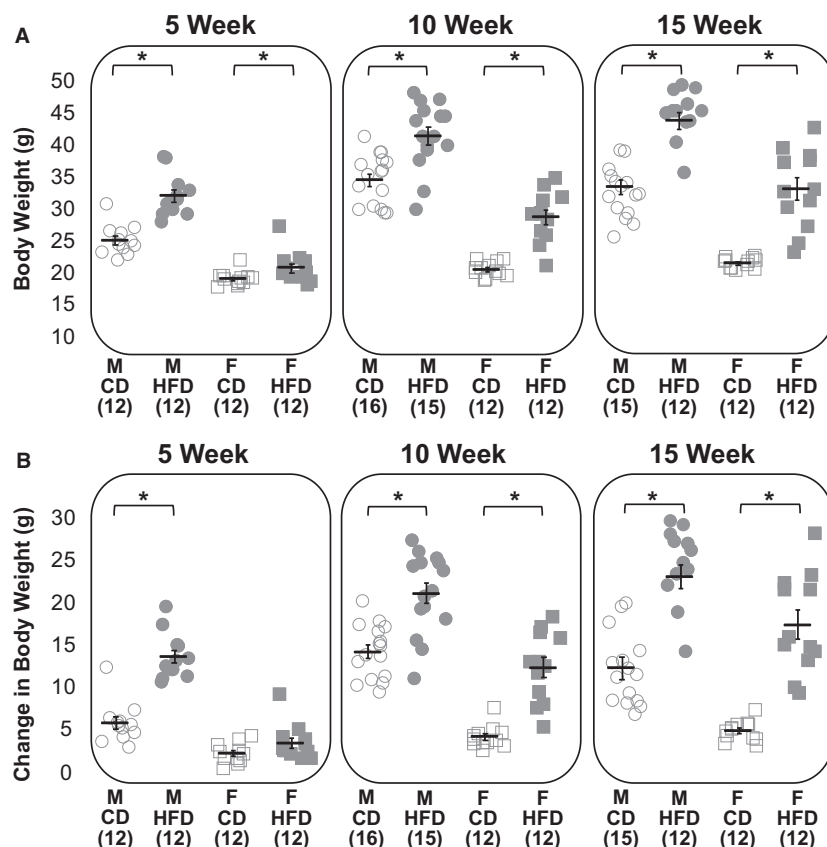 A
5 Week 10 Week 15 Week
* * * * * *
Body Weight (g)
50
45
40
35
30
25
20
15
10
M M F F M M F F M M F F
CD HFD CD HFD CD HFD CD HFD CD HFD CD HFD
(12) (12) (12) (12) (16) (15) (12) (12) (15) (12) (12) (12)
B
5 Week 10 Week 15 Week
* * * * *
Change in Body Weight (g)
30
25
20
15
10
5
0
M M F F M M F F M M F F
CD HFD CD HFD CD HFD CD HFD CD HFD CD HFD
(12) (12) (12) (12) (16) (15) (12) (12) (15) (12) (12) (12)